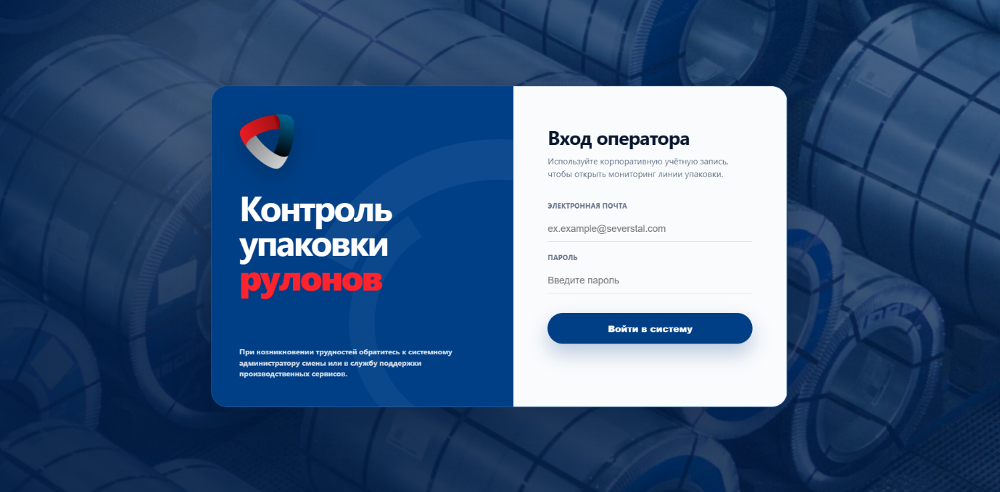 Контроль
упаковки
рулонов
При возникновении трудностей обратитесь к системному
администратору смены или в службу поддержки
производственных сервисов.
Вход оператора
Используйте корпоративную учётную запись,
чтобы открыть мониторинг линии упаковки.
ЭЛЕКТРОННАЯ ПОЧТА
ex.example@severstal.com
ПАРОЛЬ
Введите пароль
Войти в систему